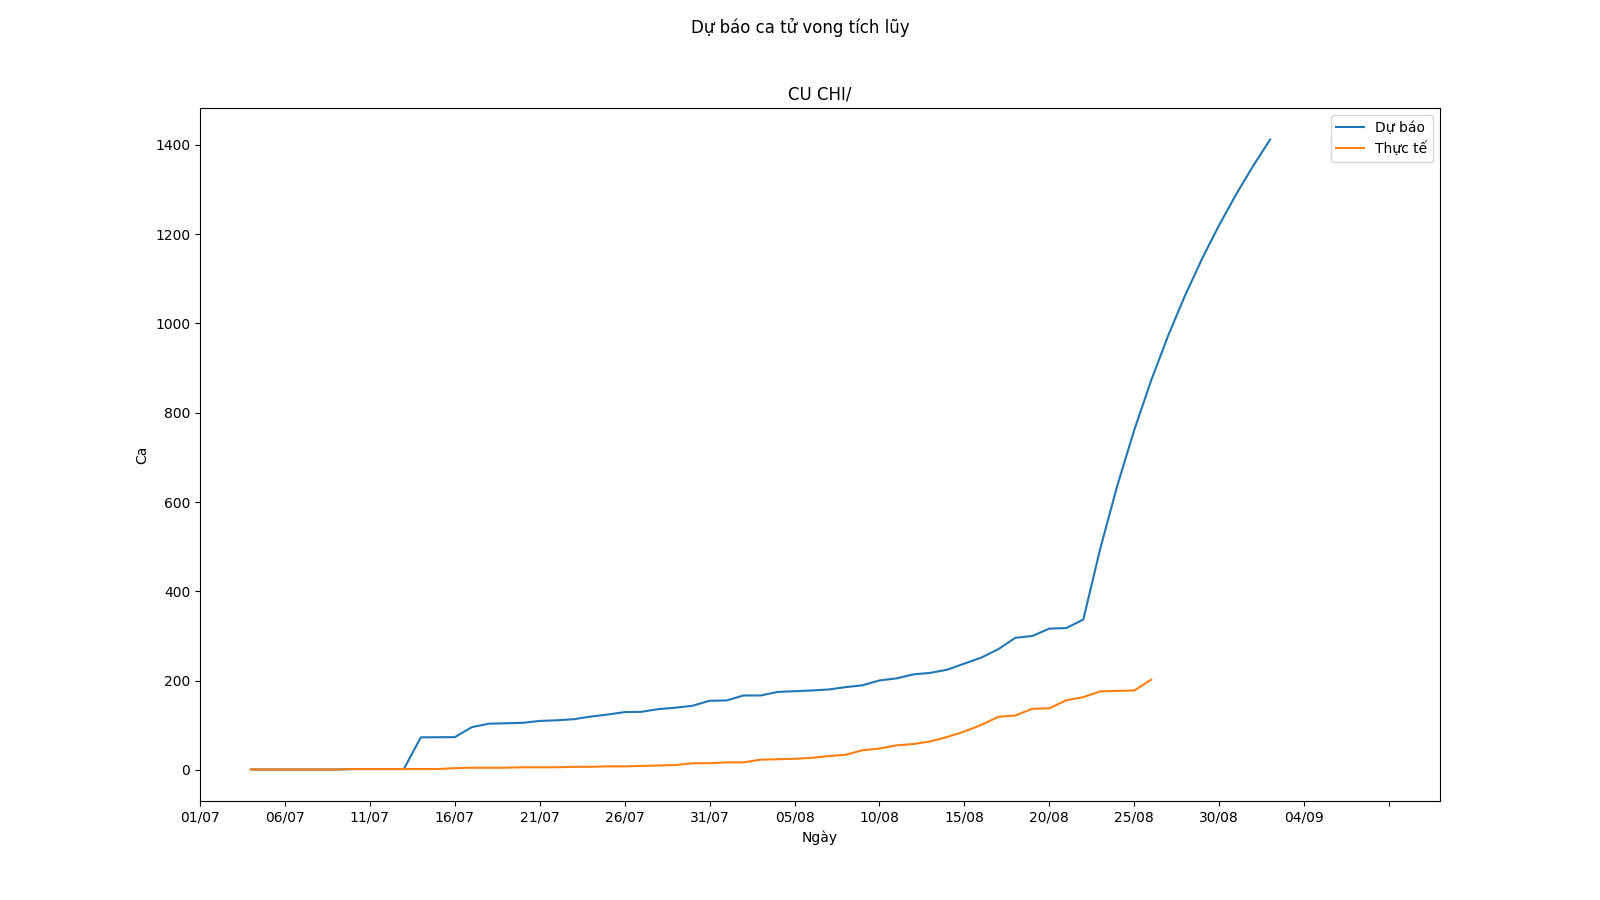 Dự báo ca tử vong tích lũy
CU CHI/
Dự báo
Thực tế
1400
1200
1000
800
600
400
200
0
Ca
01/07 06/07 11/07 16/07 21/07 26/07 31/07 05/08 10/08 15/08 20/08 25/08 30/08 04/09
Ngày